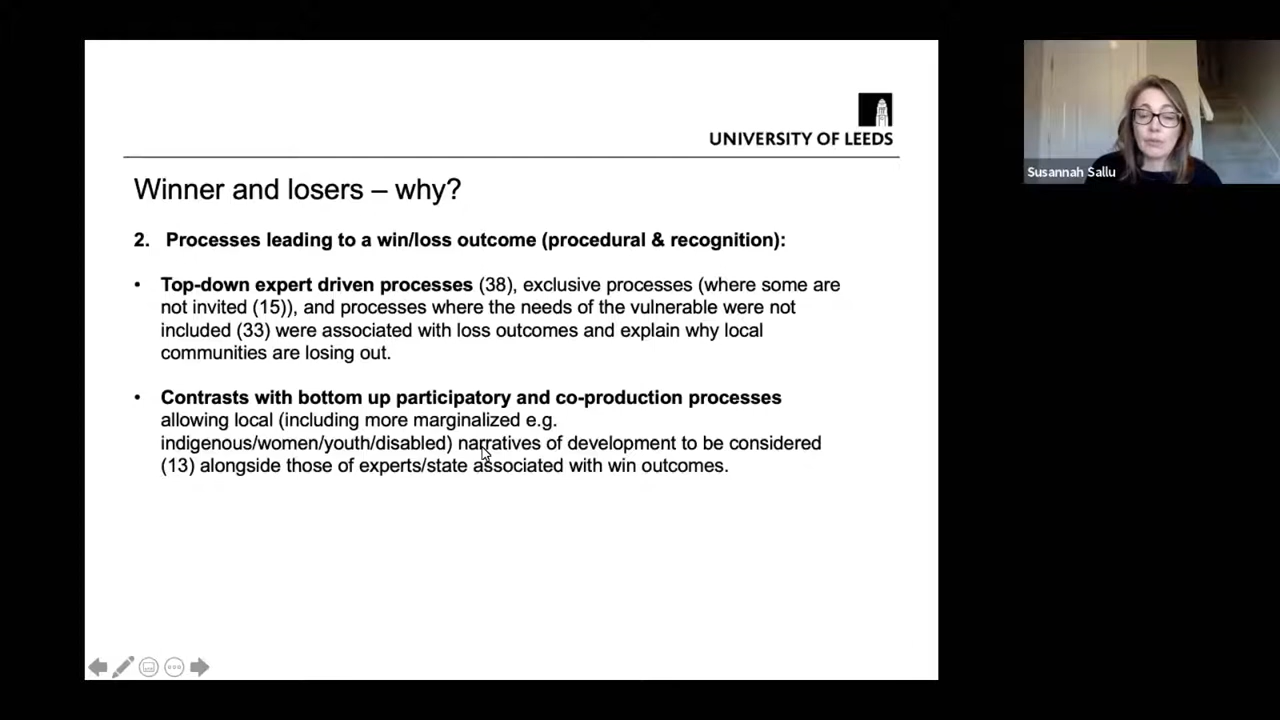 UNIVERSITY OF LEEDS
Winner and losers – why?
2. Processes leading to a win/loss outcome (procedural & recognition):
• Top-down expert driven processes (38), exclusive processes (where some are
not invited (15)), and processes where the needs of the vulnerable were not
included (33) were associated with loss outcomes and explain why local
communities are losing out.
• Contrasts with bottom up participatory and co-production processes
allowing local (including more marginalized e.g.
indigenous/women/youth/disabled) narratives of development to be considered
(13) alongside those of experts/state associated with win outcomes.
Susannah Sallu